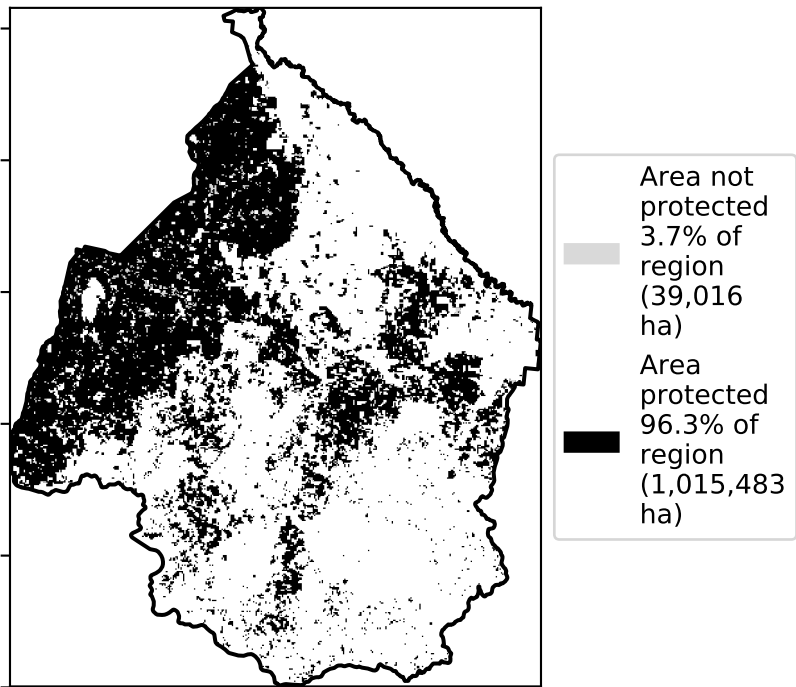 Area not
protected
3.7% of
region
(39,016
ha)
Area
protected
96.3% of
region
(1,015,483
ha)